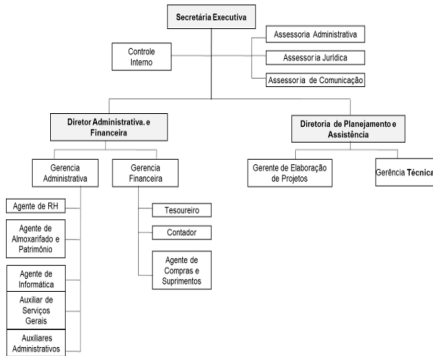 Secretária Executiva
Assessoria Administrativa
Controle
Interno
Assessoria Jurídica
Assessoria de Comunicação
Diretor Administrativa. e
Financeira
Diretoria de Planejamento e
Assistência
Gerencia
Administrativa
Gerencia
Financeira
Gerente de Elaboração
de Projetos
Gerência Técnica
Agente de RH
Agente de
Almoxarifado e
Patrimônio
Agente de
Informática
Auxiliar de
Serviços
Gerais
Auxiliares
Administrativos
Tesoureiro
Contador
Agente de
Compras e
Suprimentos